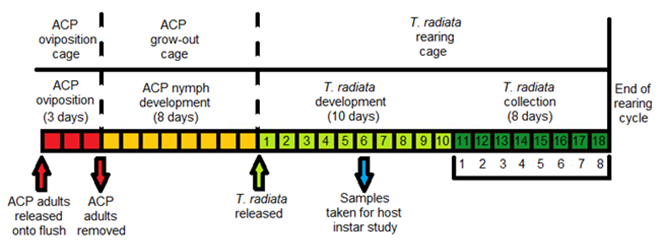 ACP
oviposition
cage
ACP
grow-out
cage
T. radiata
rearing
cage
ACP
oviposition
(3 days)
ACP nymph
development
(8 days)
T. radiata
development
(10 days)
T. radiata
collection
(8 days)
End of
rearing
cycle
1 2 3 4 5 6 7 8 9 10 11 12 13 14 15 16 17 18
1 2 3 4 5 6 7 8
ACP adults
released
onto flush
ACP
adults
removed
T. radiata
released
Samples
taken for host
instar study